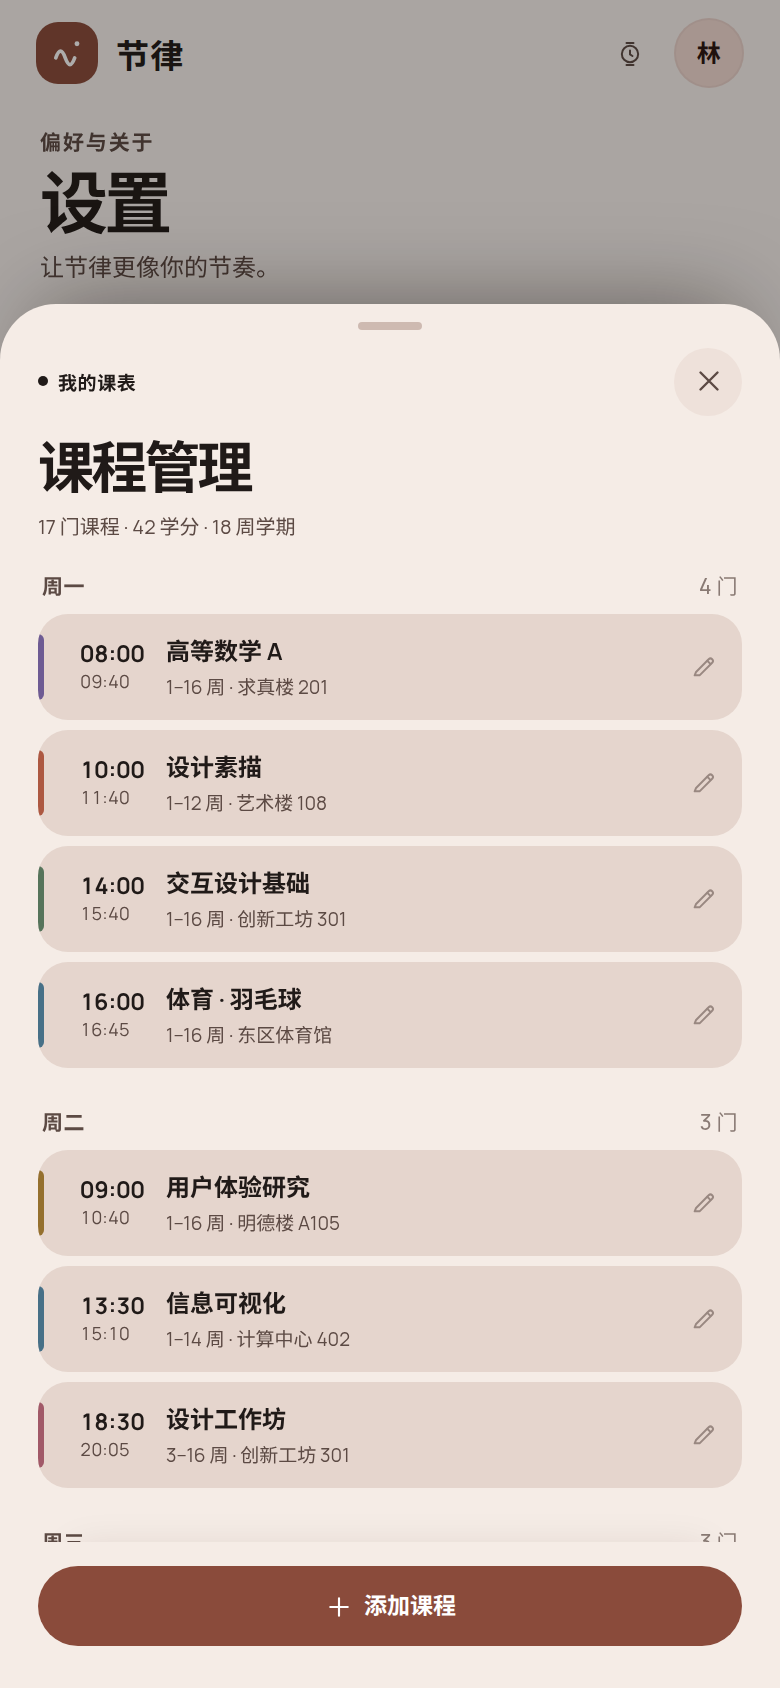 节律
林
偏好与关于
设置
让节律更像你的节奏。
我的课表
课程管理
17 门课程 · 42 学分 · 18 周学期
周一 4 门
08:00 高等数学 A
09:40 1–16 周 · 求真楼 201
10:00 设计素描
11:40 1–12 周 · 艺术楼 108
14:00 交互设计基础
15:40 1–16 周 · 创新工坊 301
16:00 体育 · 羽毛球
16:45 1–16 周 · 东区体育馆
周二 3 门
09:00 用户体验研究
10:40 1–16 周 · 明德楼 A105
13:30 信息可视化
15:10 1–14 周 · 计算中心 402
18:30 设计工作坊
20:05 3–16 周 · 创新工坊 301
周三 3 门
添加课程